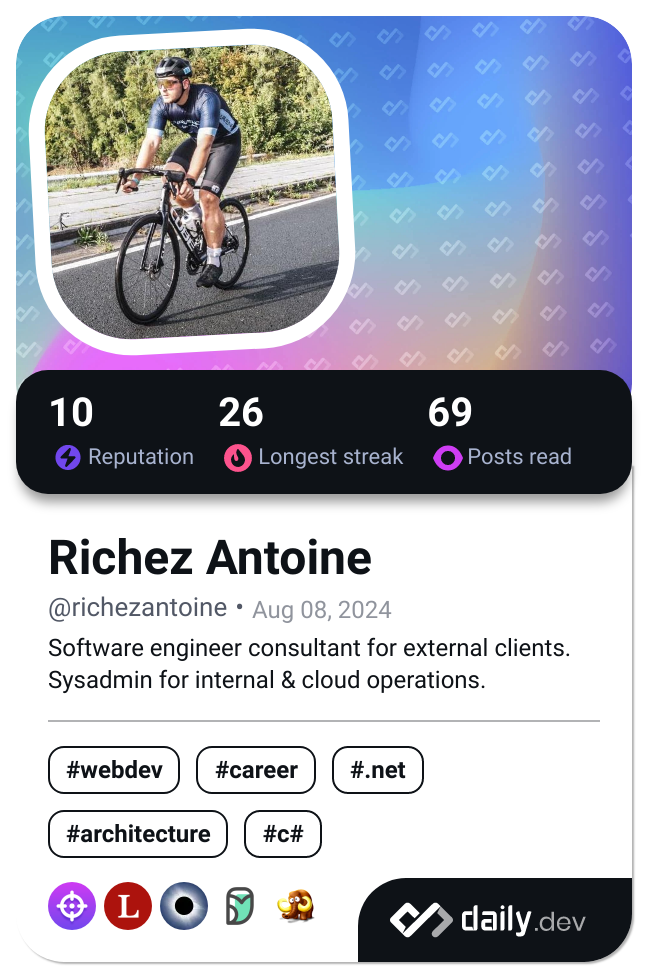 10 26 69
Reputation Longest streak Posts read
Richez Antoine
@richezantoine • Aug 08, 2024
Software engineer consultant for external clients.
Sysadmin for internal & cloud operations.
#webdev #career #.net
#architecture #c#
L
daily.dev